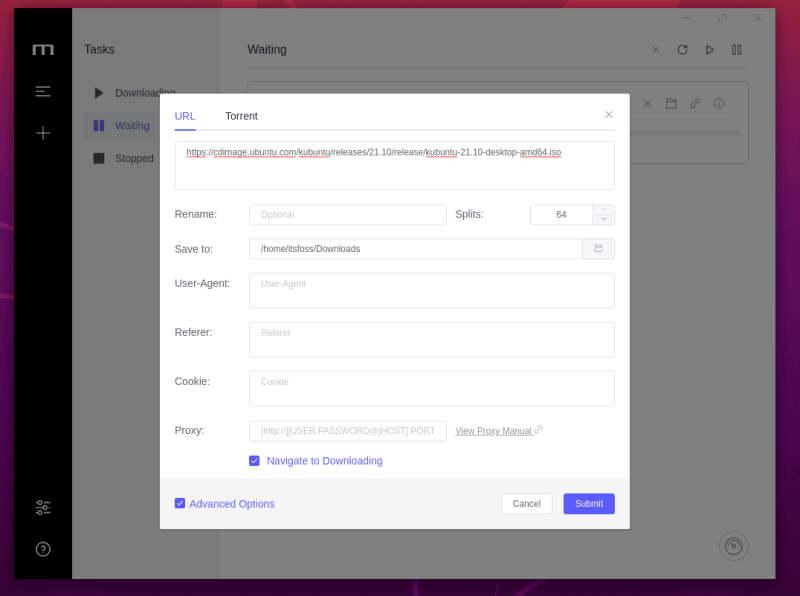 m
Tasks
Waiting
Downloading
Waiting
Stopped
URL
Torrent
https://cdimage.ubuntu.com/kubuntu/releases/21.10/release/kubuntu-21.10-desktop-amd64.iso
Rename:
Optional
Splits:
64
Save to:
/home/itsfoss/Downloads
User-Agent:
User-Agent
Referer:
Referer
Cookie:
Cookie
Proxy:
[http://][USER:PASSWORD@]HOST[:PORT
View Proxy Manual
Navigate to Downloading
Advanced Options
Cancel
Submit